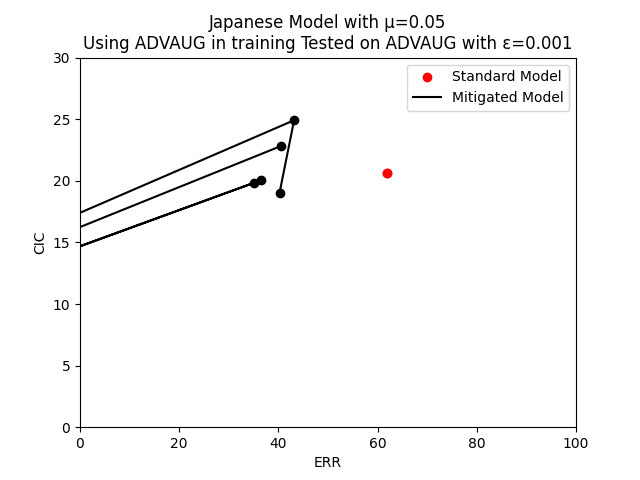 Japanese Model with μ=0.05
Using ADVAUG in training Tested on ADVAUG with ε=0.001
30
Standard Model
Mitigated Model
25
20
15
10
5
0
CIC
0 20 40 60 80 100
ERR